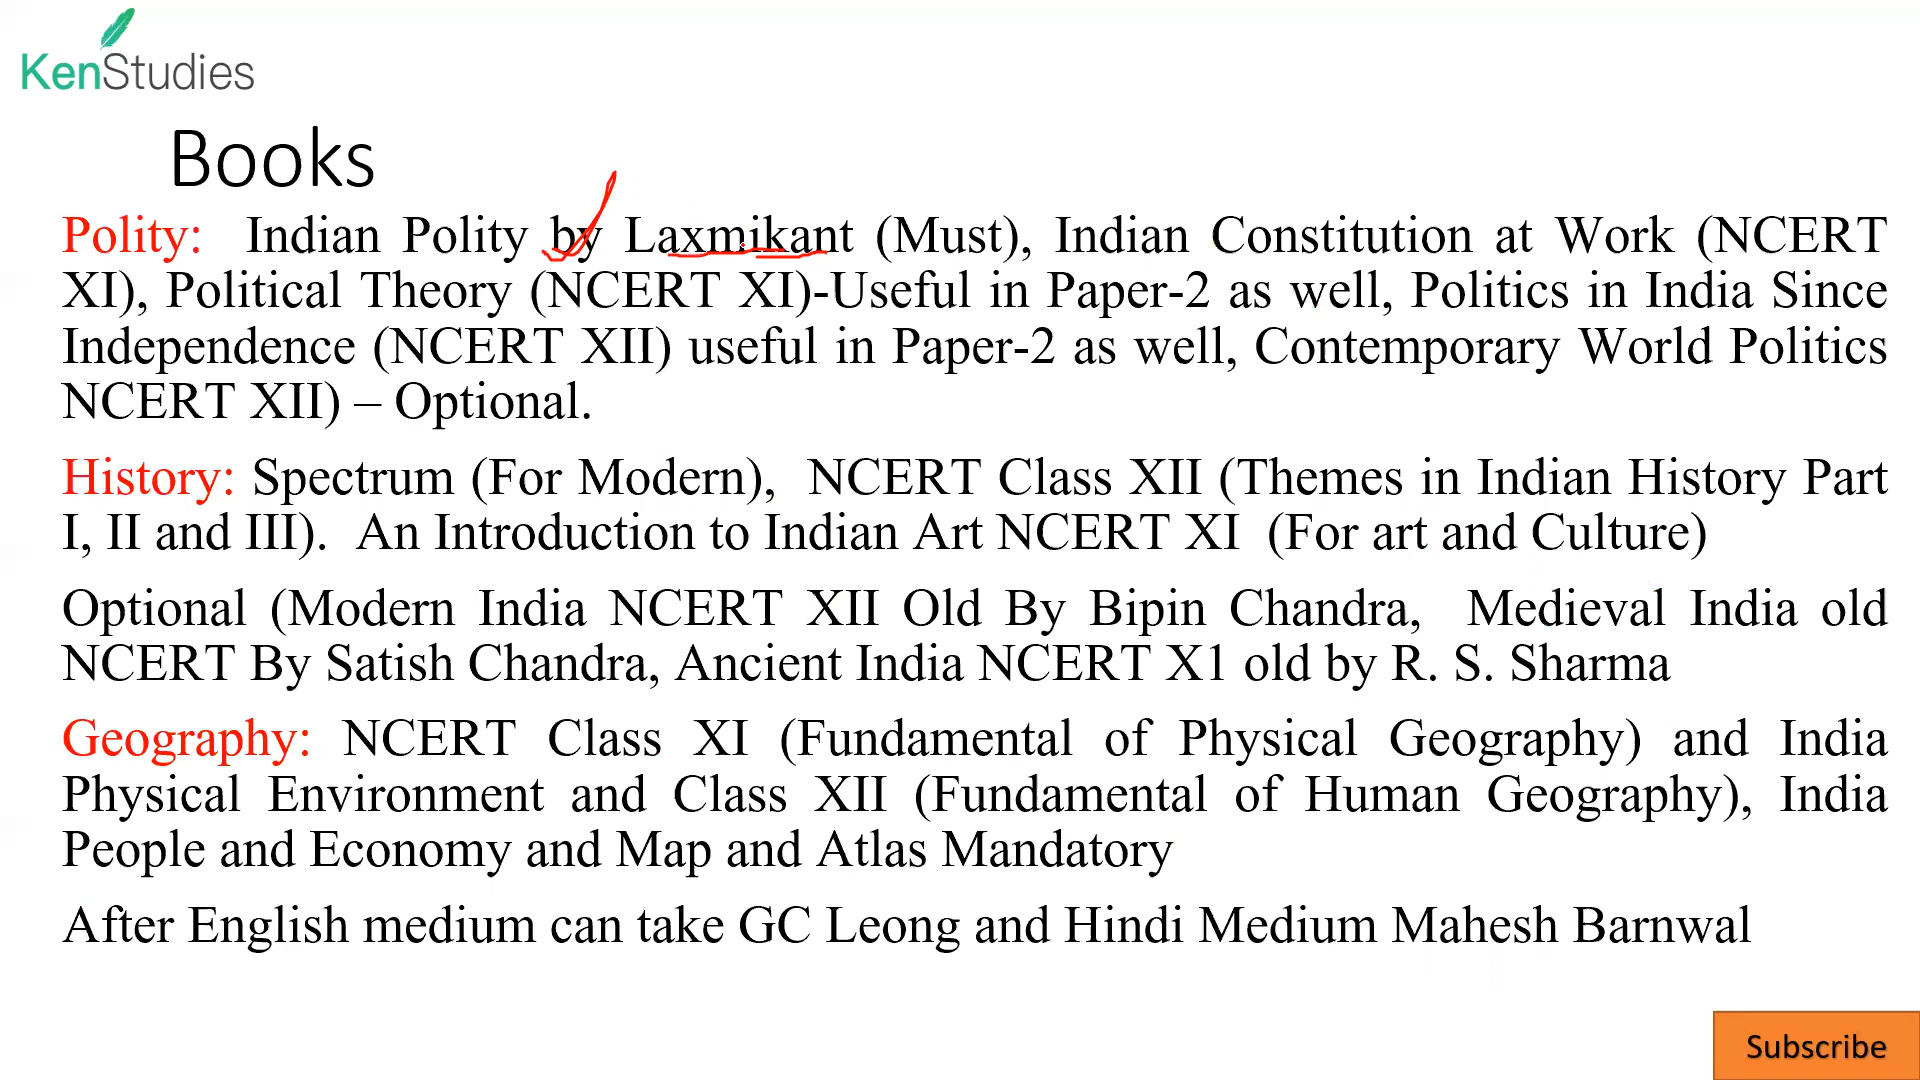 KenStudies
Books
Polity: Indian Polity by Laxmikant (Must), Indian Constitution at Work (NCERT
XI), Political Theory (NCERT XI)-Useful in Paper-2 as well, Politics in India Since
Independence (NCERT XII) useful in Paper-2 as well, Contemporary World Politics
NCERT XII) – Optional.
History: Spectrum (For Modern), NCERT Class XII (Themes in Indian History Part
I, II and III). An Introduction to Indian Art NCERT XI (For art and Culture)
Optional (Modern India NCERT XII Old By Bipin Chandra, Medieval India old
NCERT By Satish Chandra, Ancient India NCERT X1 old by R. S. Sharma
Geography: NCERT Class XI (Fundamental of Physical Geography) and India
Physical Environment and Class XII (Fundamental of Human Geography), India
People and Economy and Map and Atlas Mandatory
After English medium can take GC Leong and Hindi Medium Mahesh Barnwal
Subscribe